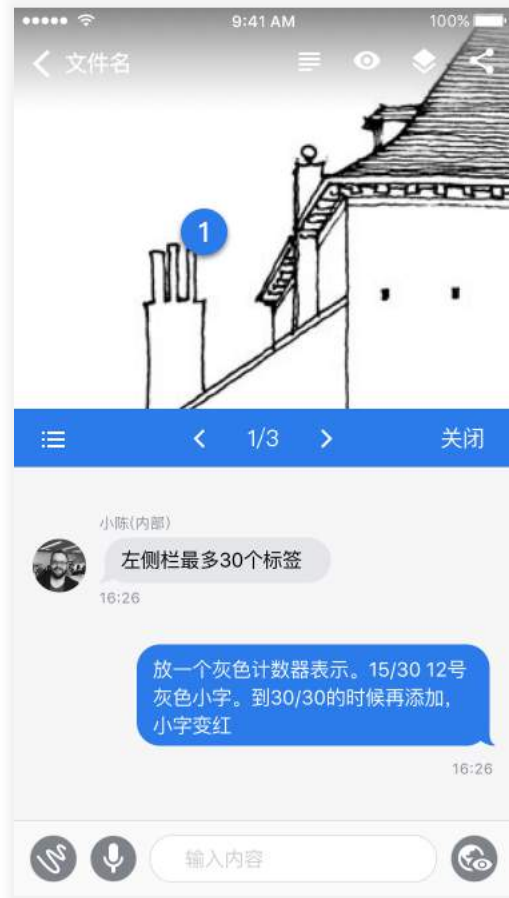 9:41 AM
100%
文件名
1
1/3
关闭
小陈(内部)
左侧栏最多30个标签
16:26
放一个灰色计数器表示。15/30 12号
灰色小字。到30/30的时候再添加,
小字变红
16:26
输入内容